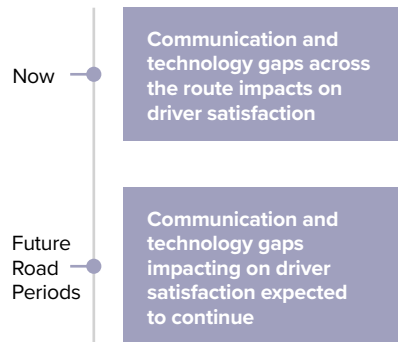 Now
Communication and
technology gaps across
the route impacts on
driver satisfaction
Future
Road
Periods
Communication and
technology gaps
impacting on driver
satisfaction expected
to continue